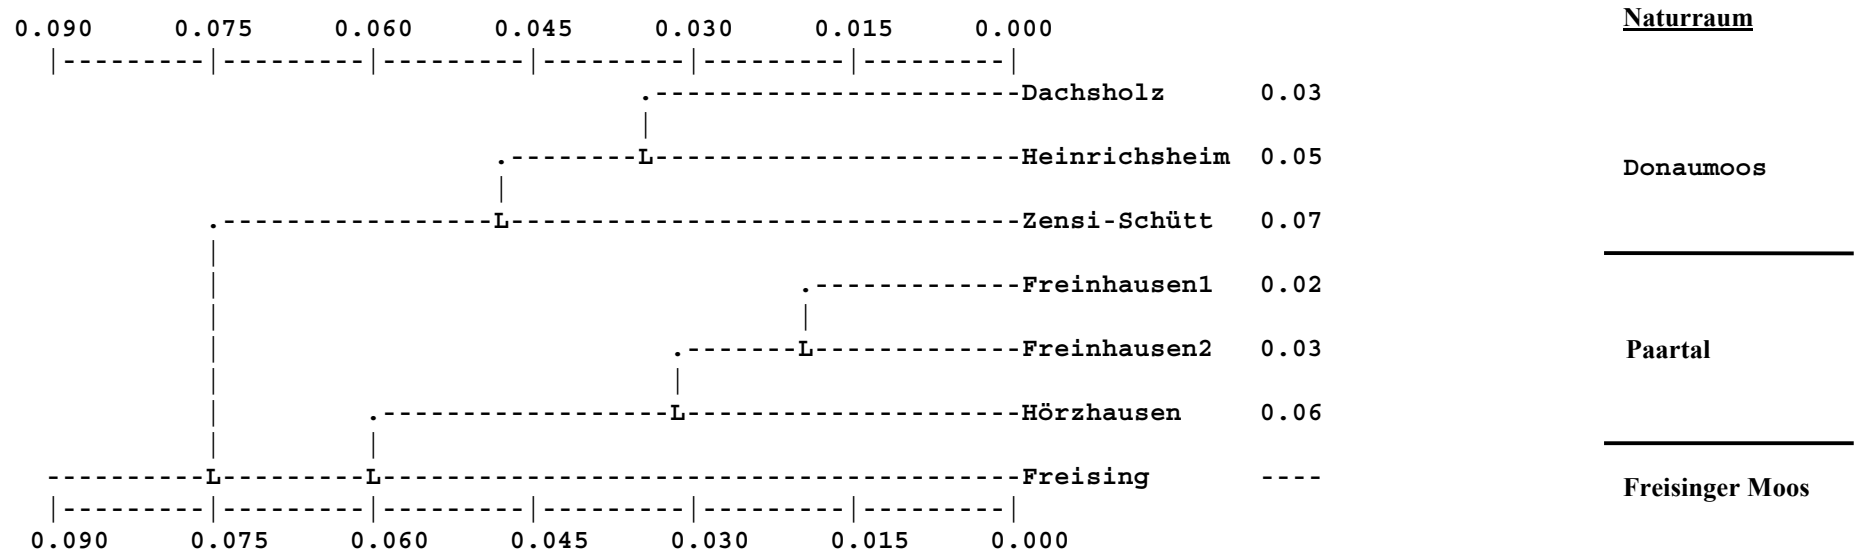 Naturraum
0.090 0.075 0.060 0.045 0.030 0.015 0.000
|---------|---------|---------|---------|---------|---------|
.-----------------------Dachsholz 0.03
|
.--------L-----------------------Heinrichsheim 0.05
Donaumoos
|
.-----------------L--------------------------------Zensi-Schütt 0.07
|
| .-------------Freinhausen1 0.02
| |
| .-------L-------------Freinhausen2 0.03
Paartal
| |
| .------------------L---------------------Hörzhausen 0.06
| |
----------L---------L----------------------------------------Freising ----
Freisinger Moos
|---------|---------|---------|---------|---------|---------|
0.090 0.075 0.060 0.045 0.030 0.015 0.000